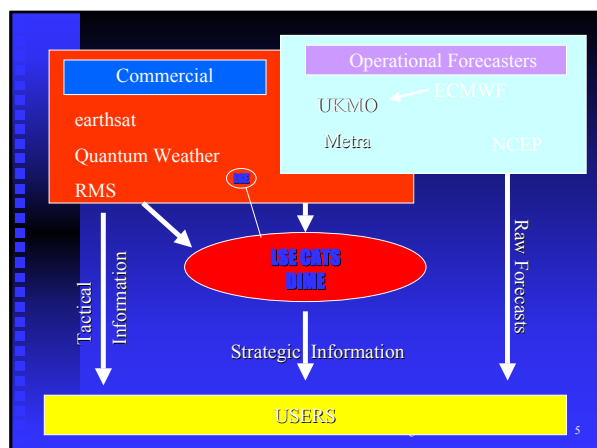 Commercial
earthsat
Quantum Weather
RMS
Operational Forecasters
ECMWF
UKMO
Metra
NCEP
LSE CATS
DIME
Tactical
Information
Strategic Information
Raw Forecasts
USERS
5